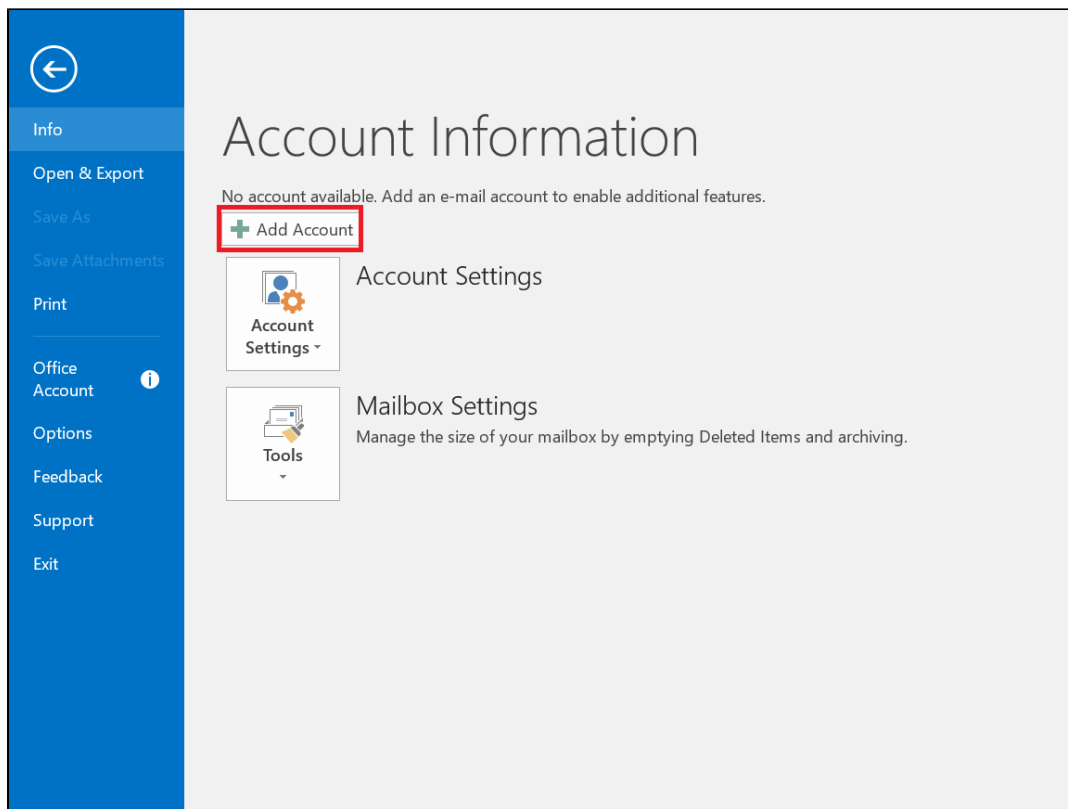 Info
Open & Export
Save As
Save Attachments
Print
Office
Account
Options
Feedback
Support
Exit
Account Information
No account available. Add an e-mail account to enable additional features.
Add Account
Account
Settings
Account Settings
Tools
Mailbox Settings
Manage the size of your mailbox by emptying Deleted Items and archiving.